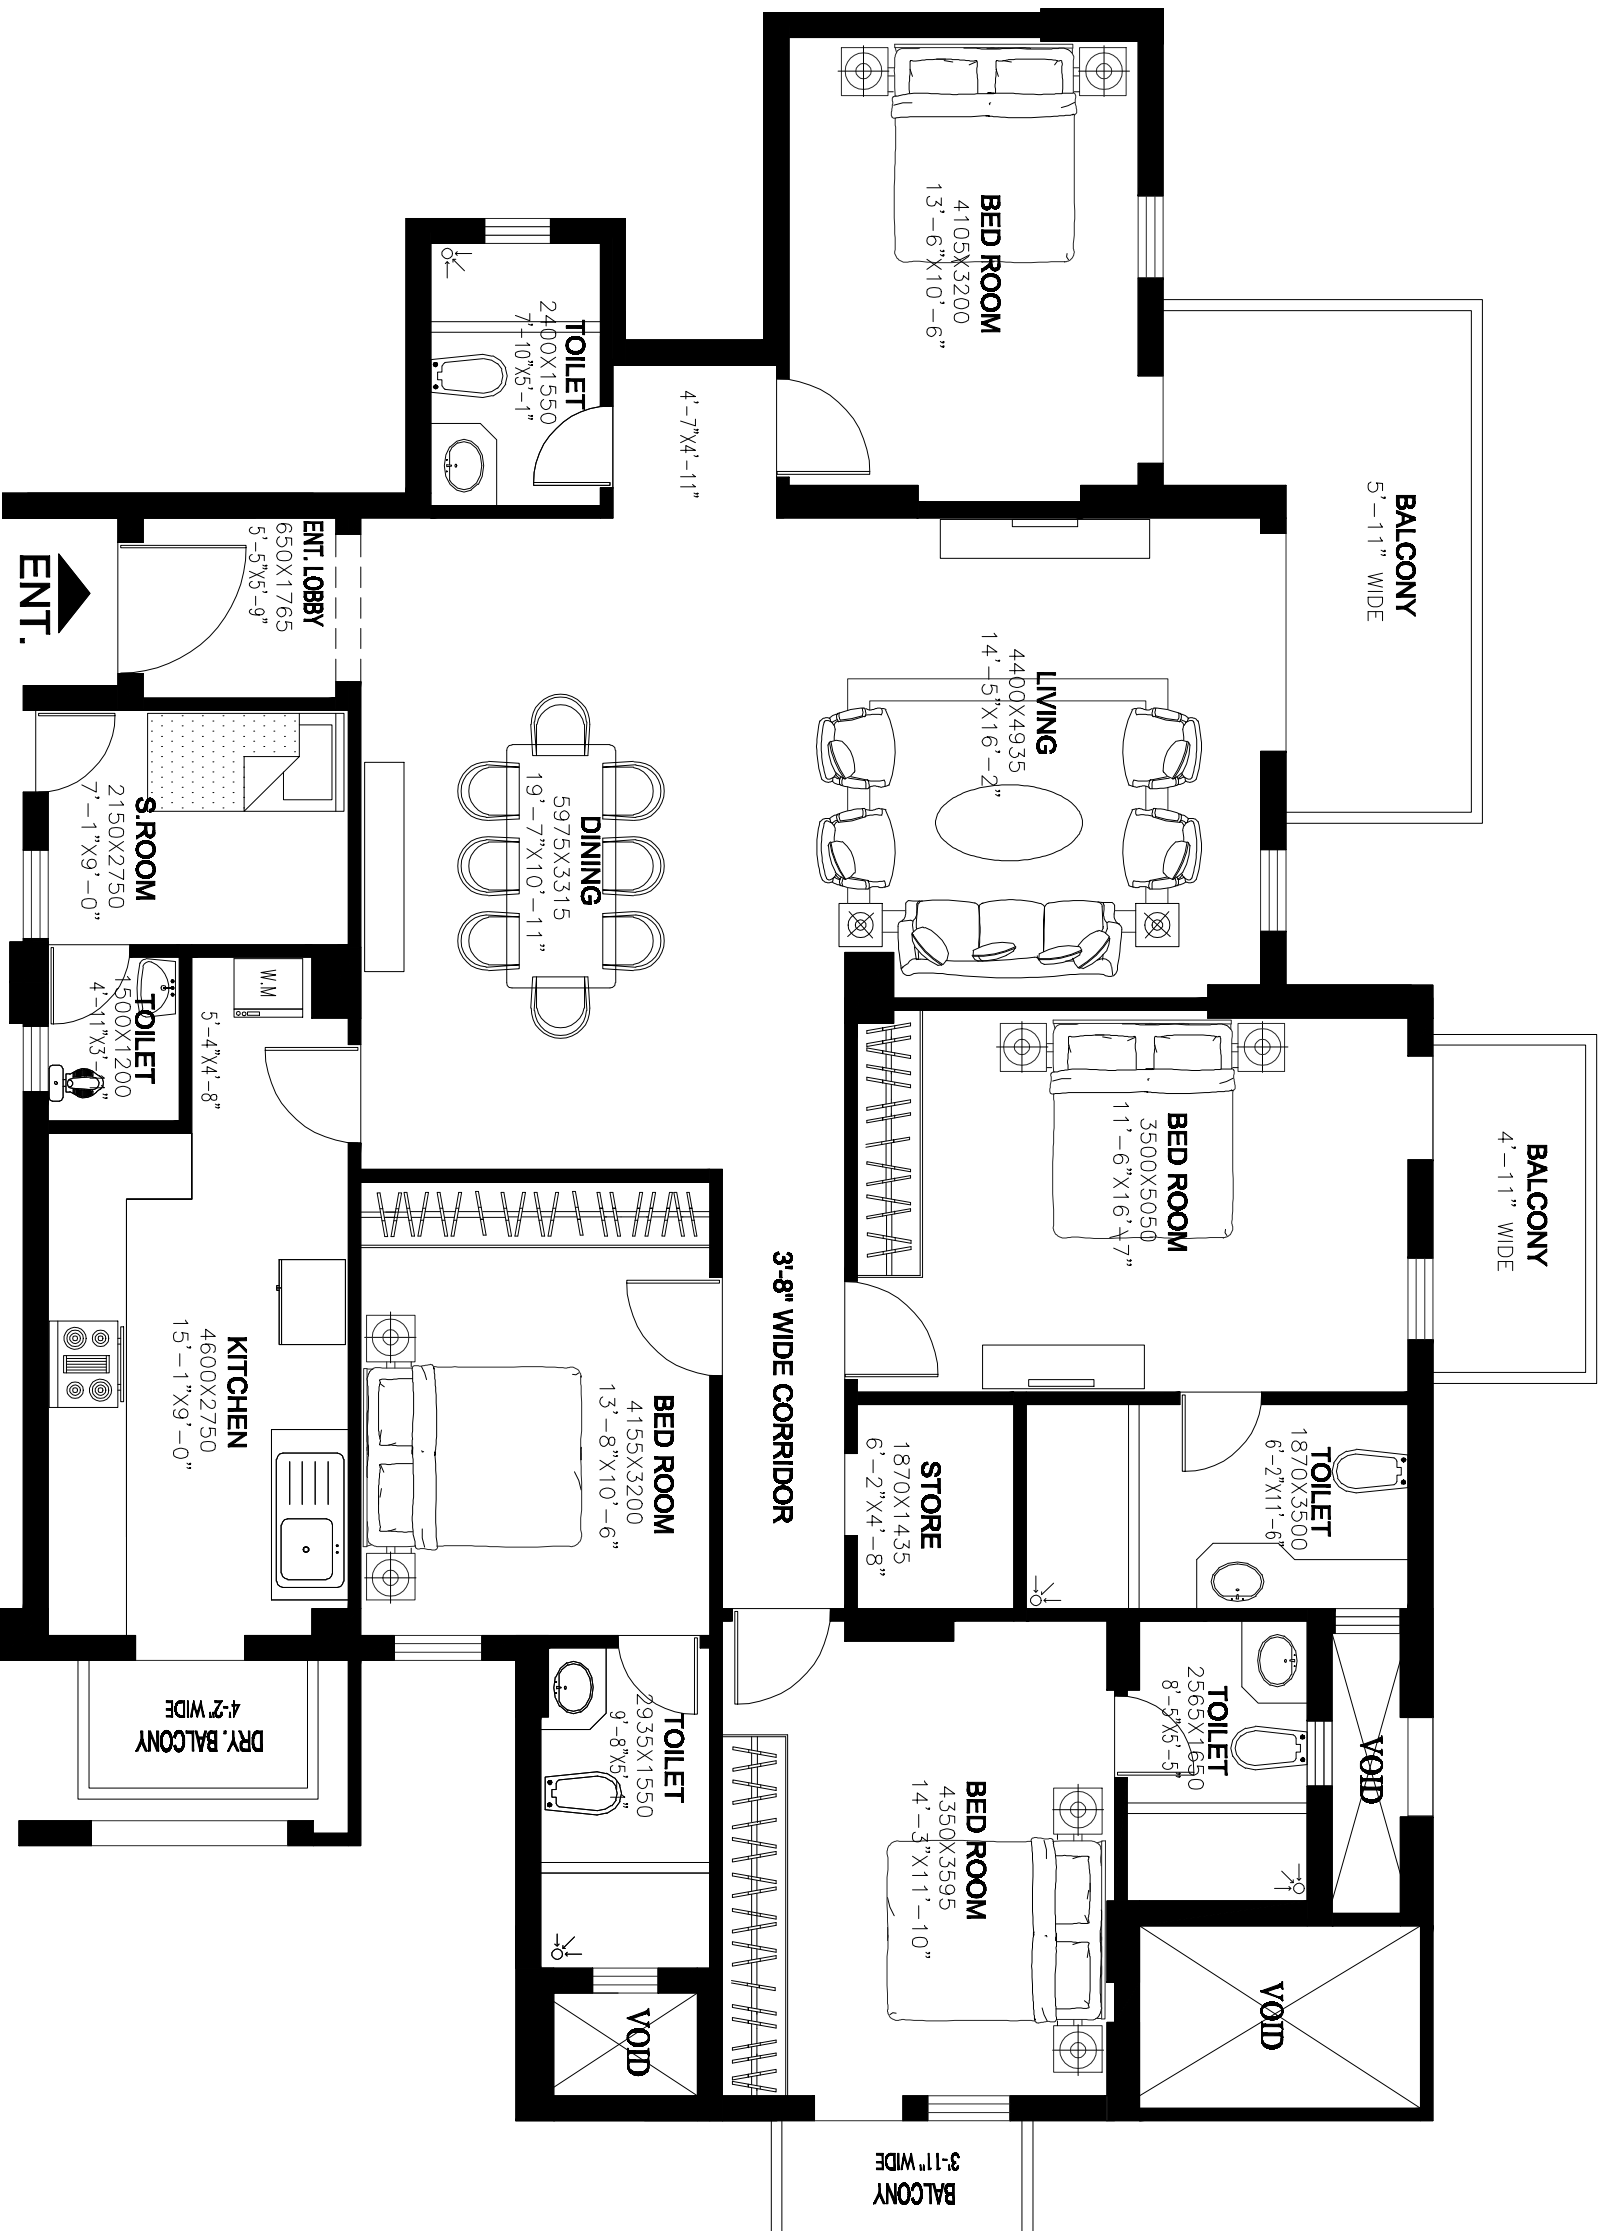 BED ROOM
4105X3200
13'-6"X10'-6"
BALCONY
5'-11" WIDE
TOILET
2400X1550
7'-10"X5'-1"
4'-7"X4'-11"
ENT. LOBBY
650X1765
5'-5"X5'-9"
ENT.
LIVING
4400X4935
14'-5"X16'-2"
DINING
5975X3315
19'-7"X10'-11"
S.ROOM
2150X2750
7'-1"X9'-0"
TOILET
1500X1200
4'-11"X3'-
W.M
5'-4"X4'-8"
BALCONY
4'-11" WIDE
BED ROOM
3500X5050
11'-6"X16'-7"
3'-8" WIDE CORRIDOR
KITCHEN
4600X2750
15'-1"X9'-0"
BED ROOM
4155X3200
13'-8"X10'-6"
STORE
1870X1435
6'-2"X4'-8"
TOILET
1870X3500
6'-2"X11'-6"
DRY. BALCONY
4'-2" WIDE
TOILET
2935X1550
9'-8"X5'-
BED ROOM
4350X3595
14'-3"X11'-10"
TOILET
2565X1650
8'-5"X5'-5"
VOID
VOID
VOID
BALCONY
3'-11" WIDE